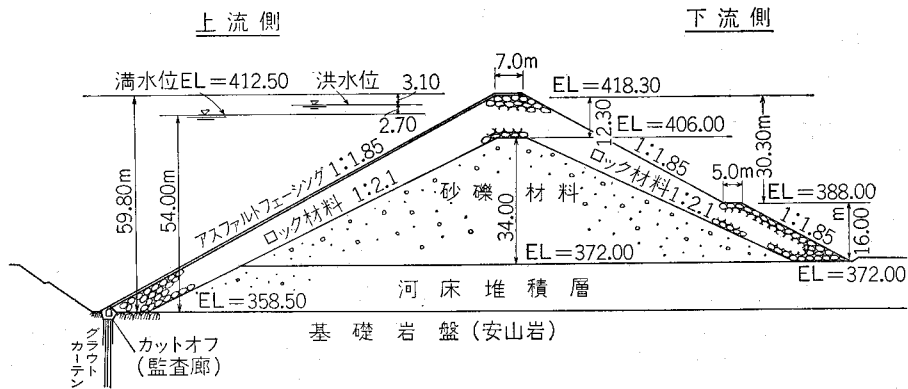 上流側
下流側
7.0m
満水位EL=412.50
洪水位
3.10
2.70
EL=418.30
12.30
EL=406.00
30.30m
1:1.85
ロック材料1:2.1
5.0m
EL=388.00
1:1.85
16.00m
59.80m
54.00m
アスファルトフェーシング 1:1.85
ロック材料 1:2.1
砂礫材料
34.00
EL=372.00
EL=372.00
EL=358.50
河床堆積層
基礎岩盤(安山岩)
カットオフ
(監査廊)
グラウト
カーテン